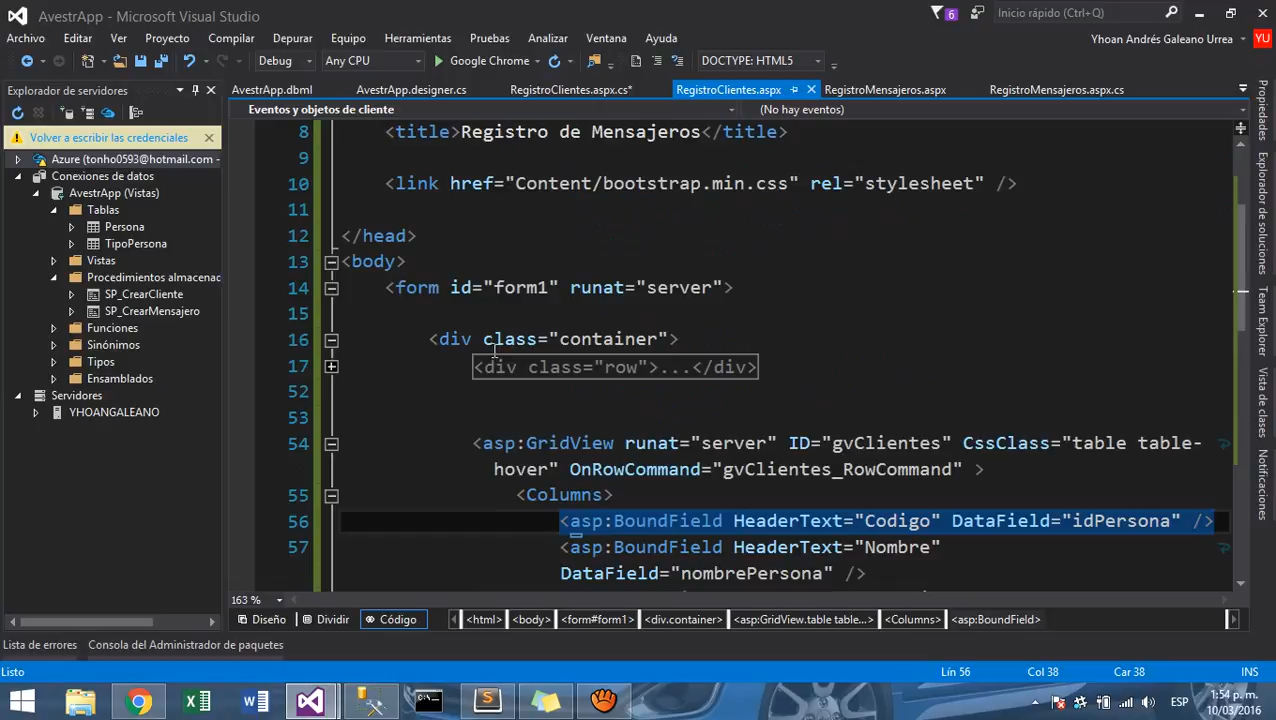 AvestrApp - Microsoft Visual Studio
6
Inicio rápido (Ctrl+Q)
Archivo Editar Ver Proyecto Compilar Depurar Equipo Herramientas Pruebas Analizar Ventana Ayuda
Yhoan Andrés Galeano Urrea
YU
Debug Any CPU Google Chrome DOCTYPE: HTML5
Explorador de servidores
AvestrApp.dbml AvestrApp.designer.cs RegistroClientes.aspx.cs* RegistroClientes.aspx RegistroMensajeros.aspx RegistroMensajeros.aspx.cs
Eventos y objetos de cliente (No hay eventos)
Volver a escribir las credenciales
Azure (tonho0593@hotmail.com -
Conexiones de datos
AvestrApp (Vistas)
Tablas
Persona
TipoPersona
Vistas
Procedimientos almacenad
SP_CrearCliente
SP_CrearMensajero
Funciones
Sinónimos
Tipos
Ensamblados
Servidores
YHOANGALEANO
8 <title>Registro de Mensajeros</title>
9
10 <link href="Content/bootstrap.min.css" rel="stylesheet" />
11
12 </head>
13 <body>
14 <form id="form1" runat="server">
15
16 <div class="container">
17 <div class="row">...</div>
52
53
54 <asp:GridView runat="server" ID="gvClientes" CssClass="table table-
hover" OnRowCommand="gvClientes_RowCommand" >
55 <Columns>
56 <asp:BoundField HeaderText="Codigo" DataField="idPersona" />
57 <asp:BoundField HeaderText="Nombre"
DataField="nombrePersona" />
163 %
Diseño Dividir Código <html> <body> <form#form1> <div.container> <asp:GridView.table table...> <Columns> <asp:BoundField>
Propiedades
Explorador de soluciones
Team Explorer
Vista de clases
Notificaciones
Lista de errores Consola del Administrador de paquetes
Listo Lín 56 Col 38 Car 38 INS
ESP
1:54 p. m.
10/03/2016